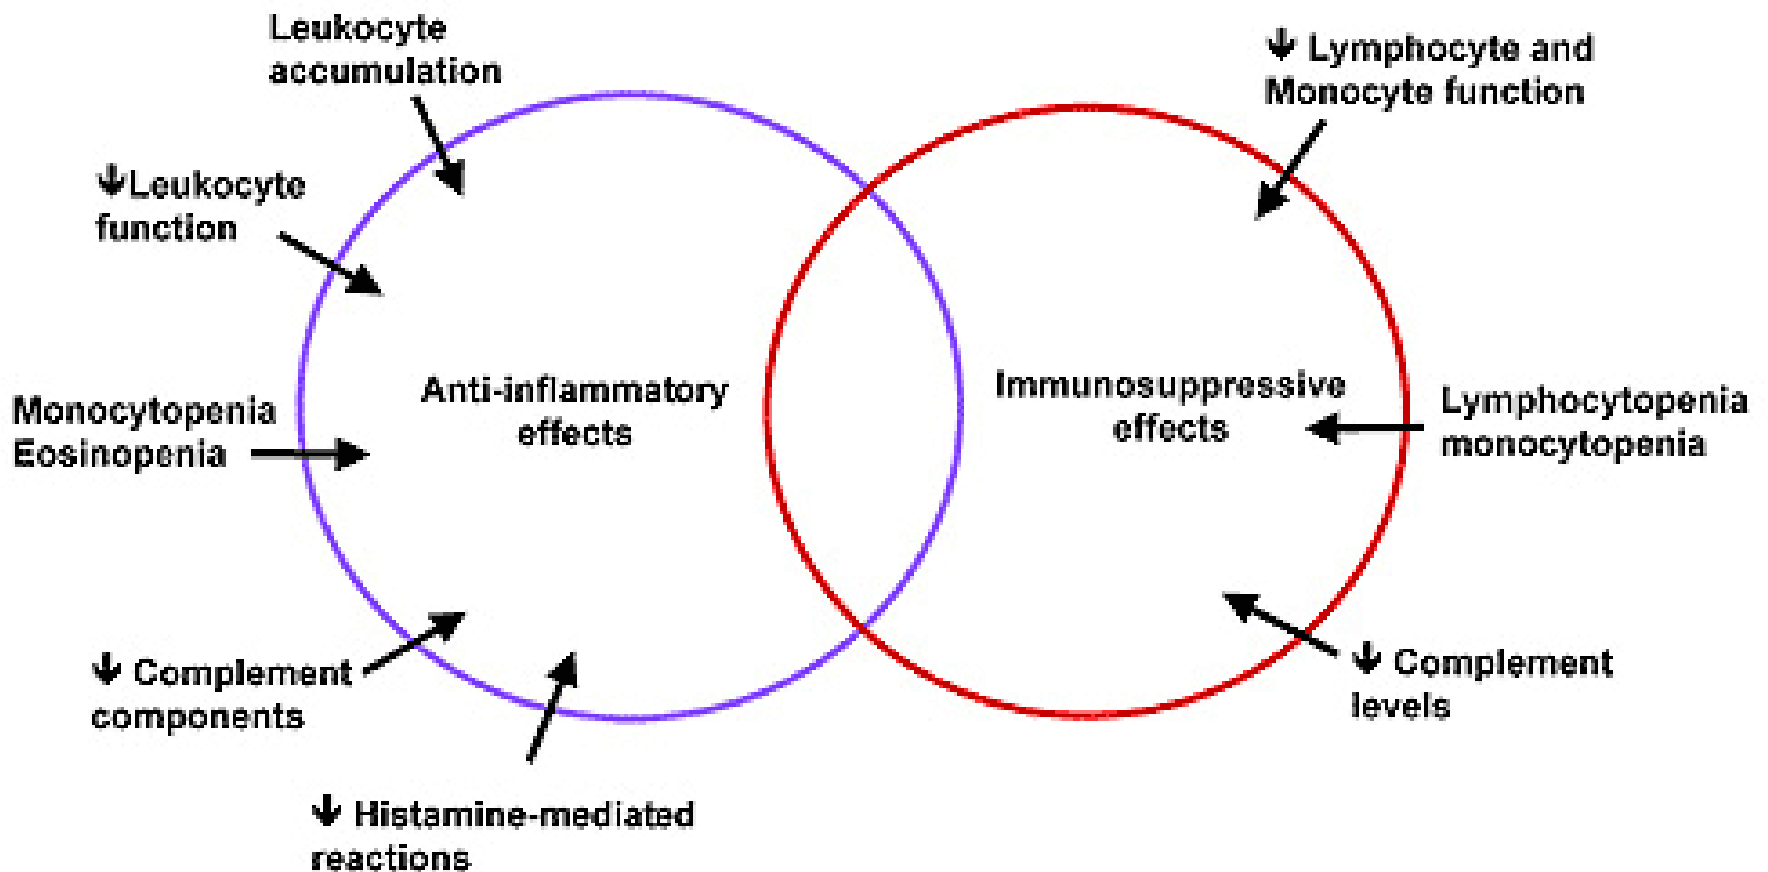 Leukocyte
accumulation
↓Leukocyte
function
Monocytopenia
Eosinopenia
↓ Complement
components
↓ Histamine-mediated
reactions
Anti-inflammatory
effects
Immunosuppressive
effects
↓ Lymphocyte and
Monocyte function
Lymphocytopenia
monocytopenia
↓ Complement
levels